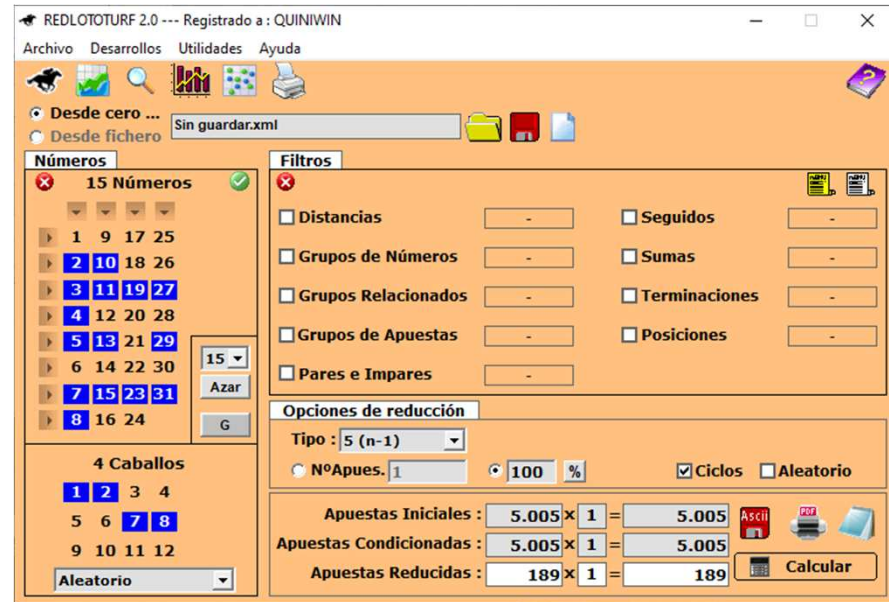 REDLOTOTURF 2.0 --- Registrado a : QUINIWIN
Archivo Desarrollos Utilidades Ayuda
Desde cero ...
Desde fichero
Sin guardar.xml
Números
15 Números
1 9 17 25
2 10 18 26
3 11 19 27
4 12 20 28
5 13 21 29
6 14 22 30
7 15 23 31
8 16 24
15
Azar
G
4 Caballos
1 2 3 4
5 6 7 8
9 10 11 12
Aleatorio
Filtros
Distancias - Seguidos -
Grupos de Números - Sumas -
Grupos Relacionados - Terminaciones -
Grupos de Apuestas - Posiciones -
Pares e Impares -
Opciones de reducción
Tipo : 5 (n-1)
NºApues. 1 100 % Ciclos Aleatorio
Apuestas Iniciales : 5.005 x 1 = 5.005
Apuestas Condicionadas : 5.005 x 1 = 5.005
Apuestas Reducidas : 189 x 1 = 189
Ascii
PDF
Calcular